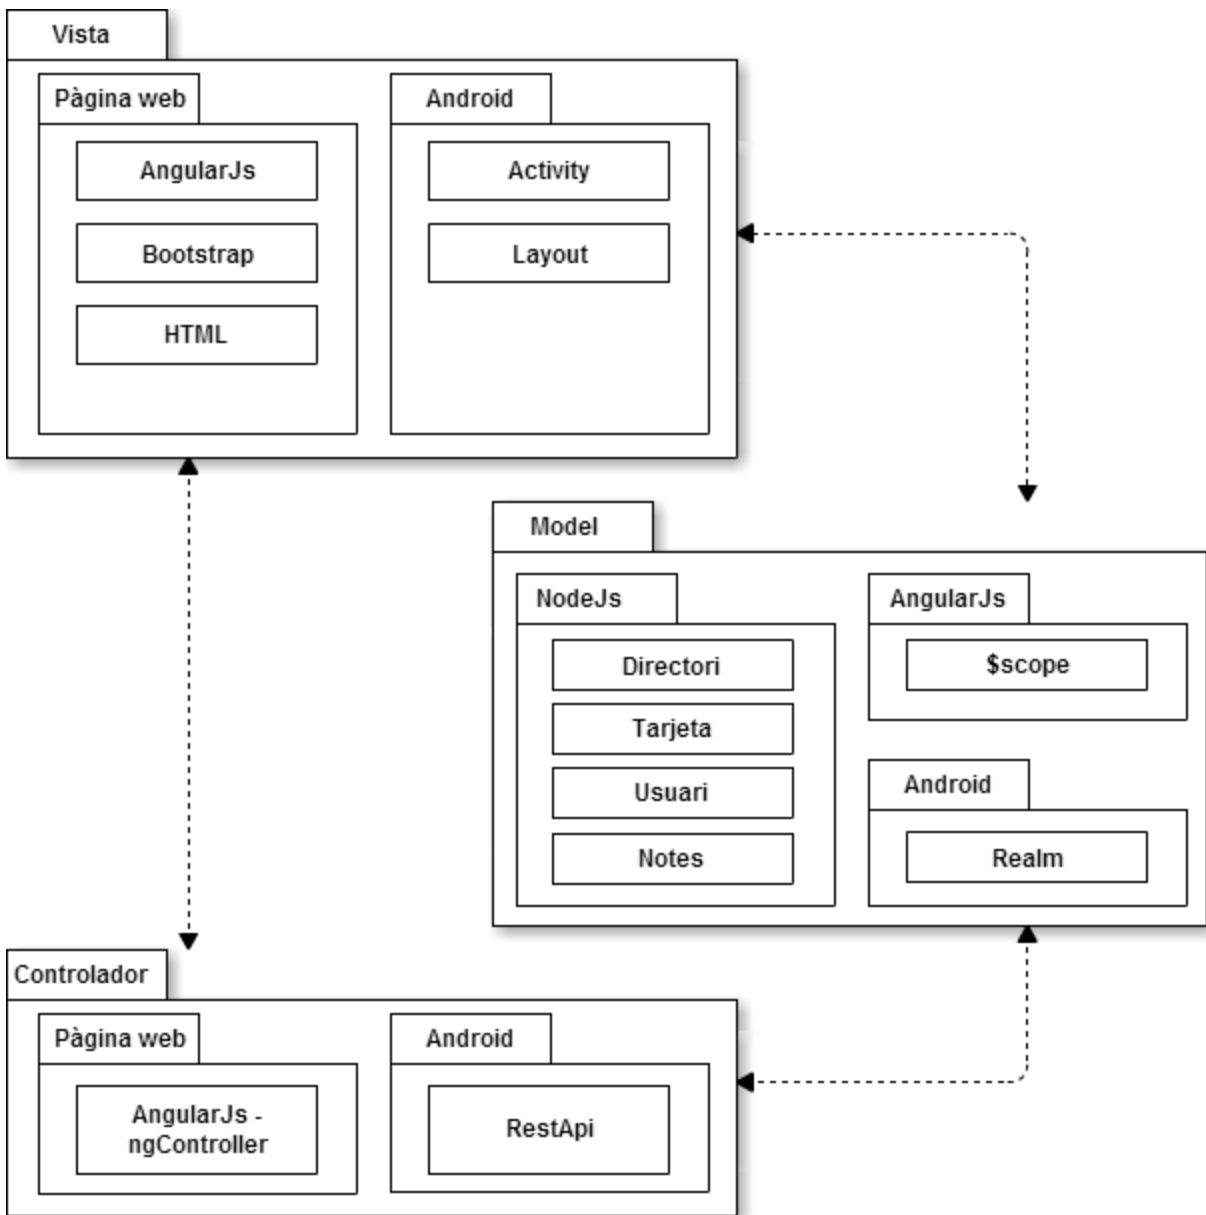 Vista
Pàgina web
AngularJs
Bootstrap
HTML
Android
Activity
Layout
Model
NodeJs
Directori
Tarjeta
Usuari
Notes
AngularJs
$scope
Android
Realm
Controlador
Pàgina web
AngularJs -
ngController
Android
RestApi